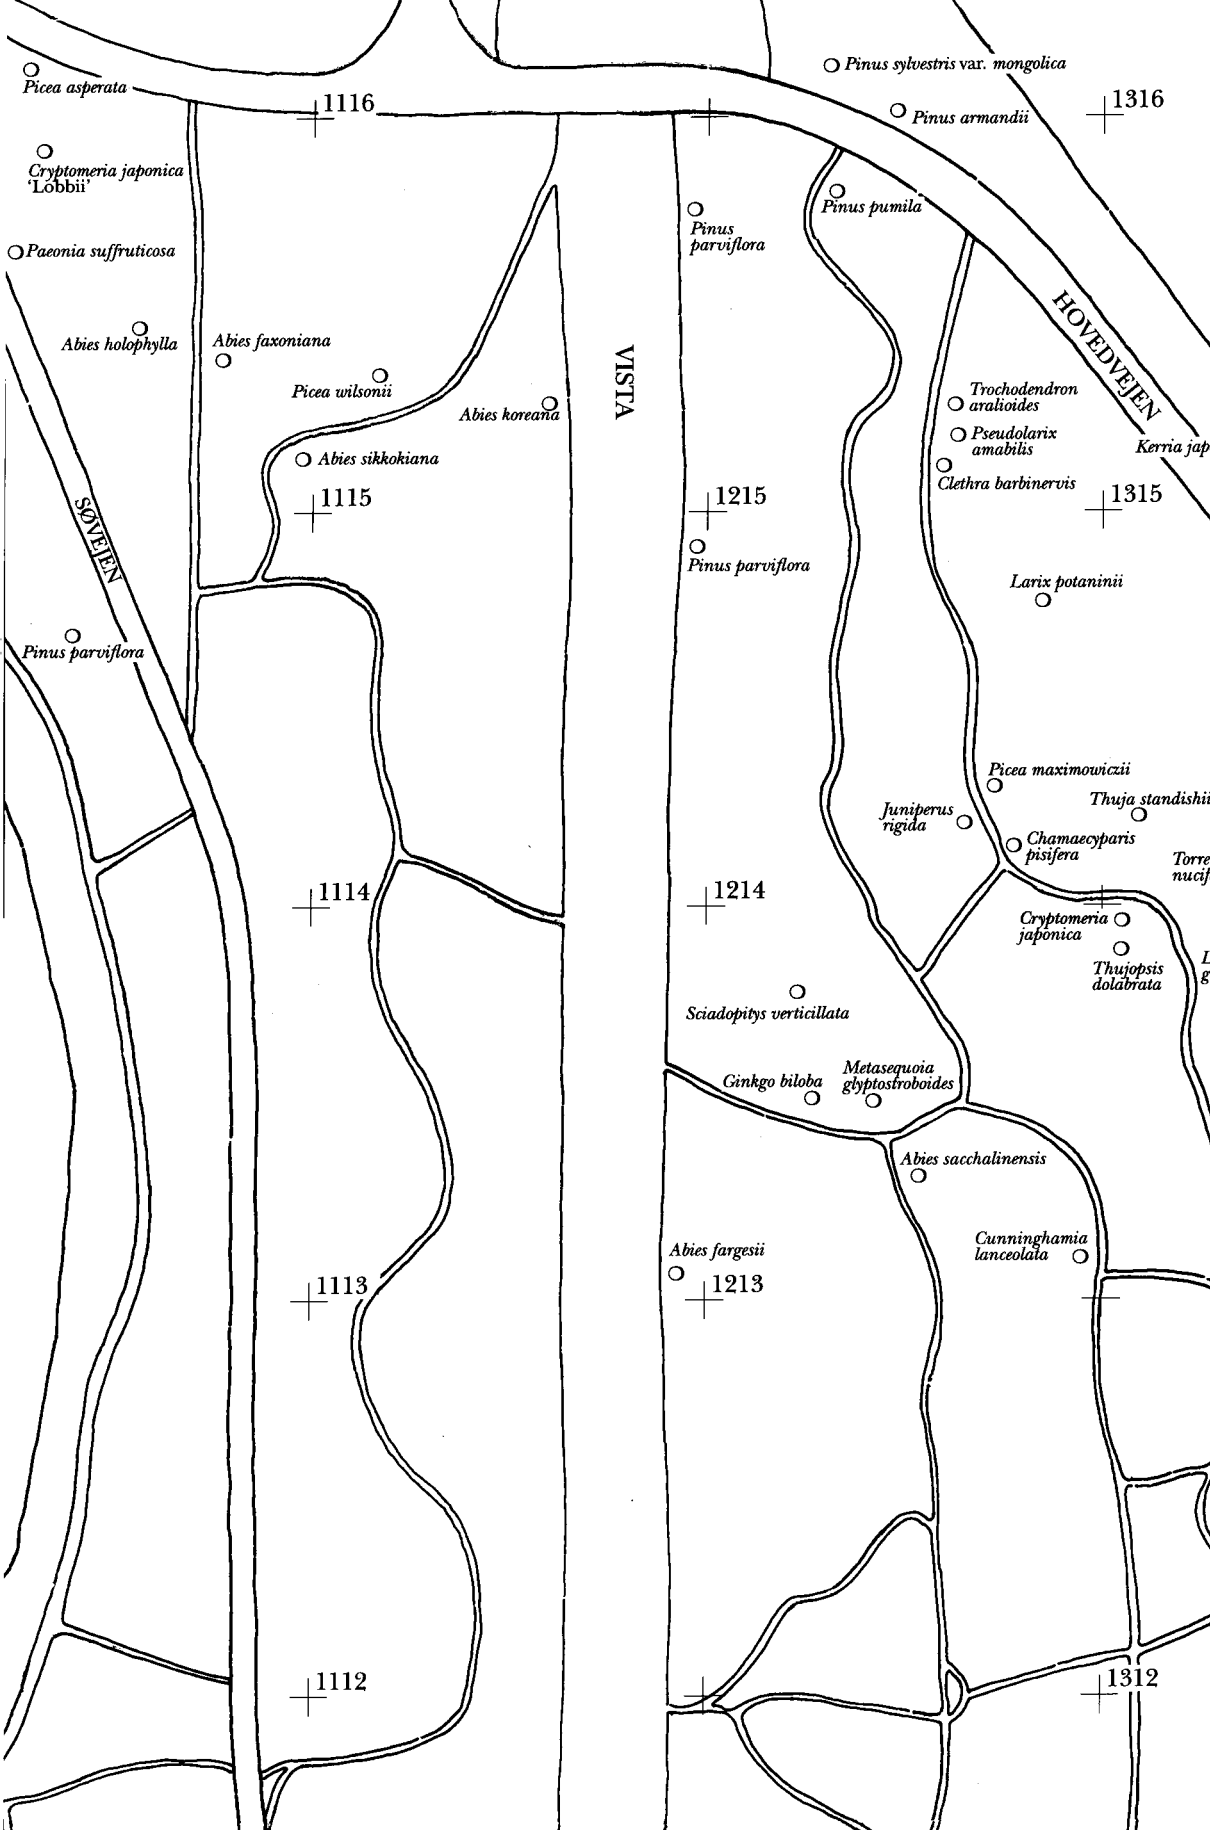 Pinus sylvestris var. mongolica
Picea asperata
1116
1316
Pinus armandii
Cryptomeria japonica
'Lobbii'
Pinus pumila
Pinus
parviflora
Paeonia suffruticosa
HOVEDVEJEN
Abies holophylla
Abies faxoniana
VISTA
Picea wilsonii
Trochodendron
aralioides
Abies koreana
Pseudolarix
amabilis
Kerria jap
Abies sikkokiana
Clethra barbinervis
1115
1215
1315
SØVEJEN
Pinus parviflora
Larix potaninii
Pinus parviflora
Picea maximowiczii
Thuja standishii
Juniperus
rigida
Chamaecyparis
pisifera
Torre
nucif
1114
1214
Cryptomeria
japonica
Thujopsis
dolabrata
L
g
Sciadopitys verticillata
Ginkgo biloba
Metasequoia
glyptostroboides
Abies sacchalinensis
Cunninghamia
lanceolata
Abies fargesii
1113
1213
1112
1312